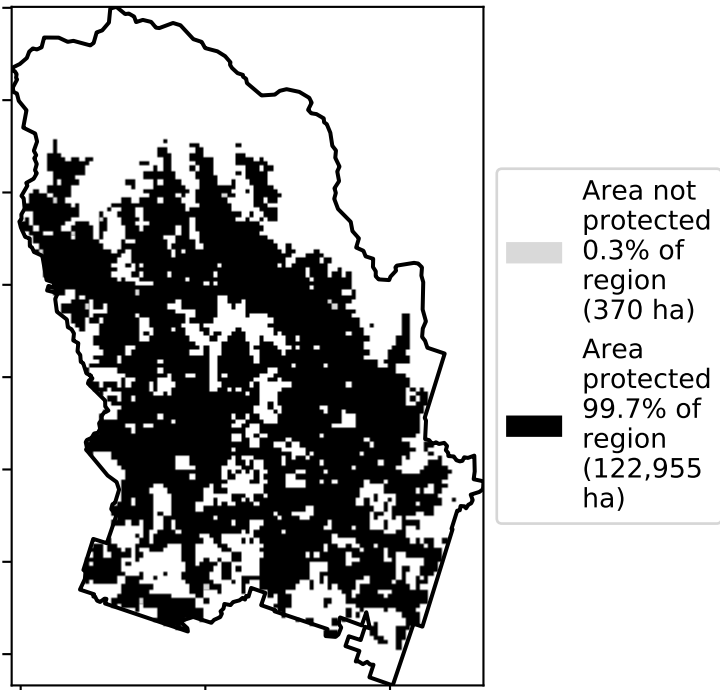 Area not
protected
0.3% of
region
(370 ha)
Area
protected
99.7% of
region
(122,955
ha)